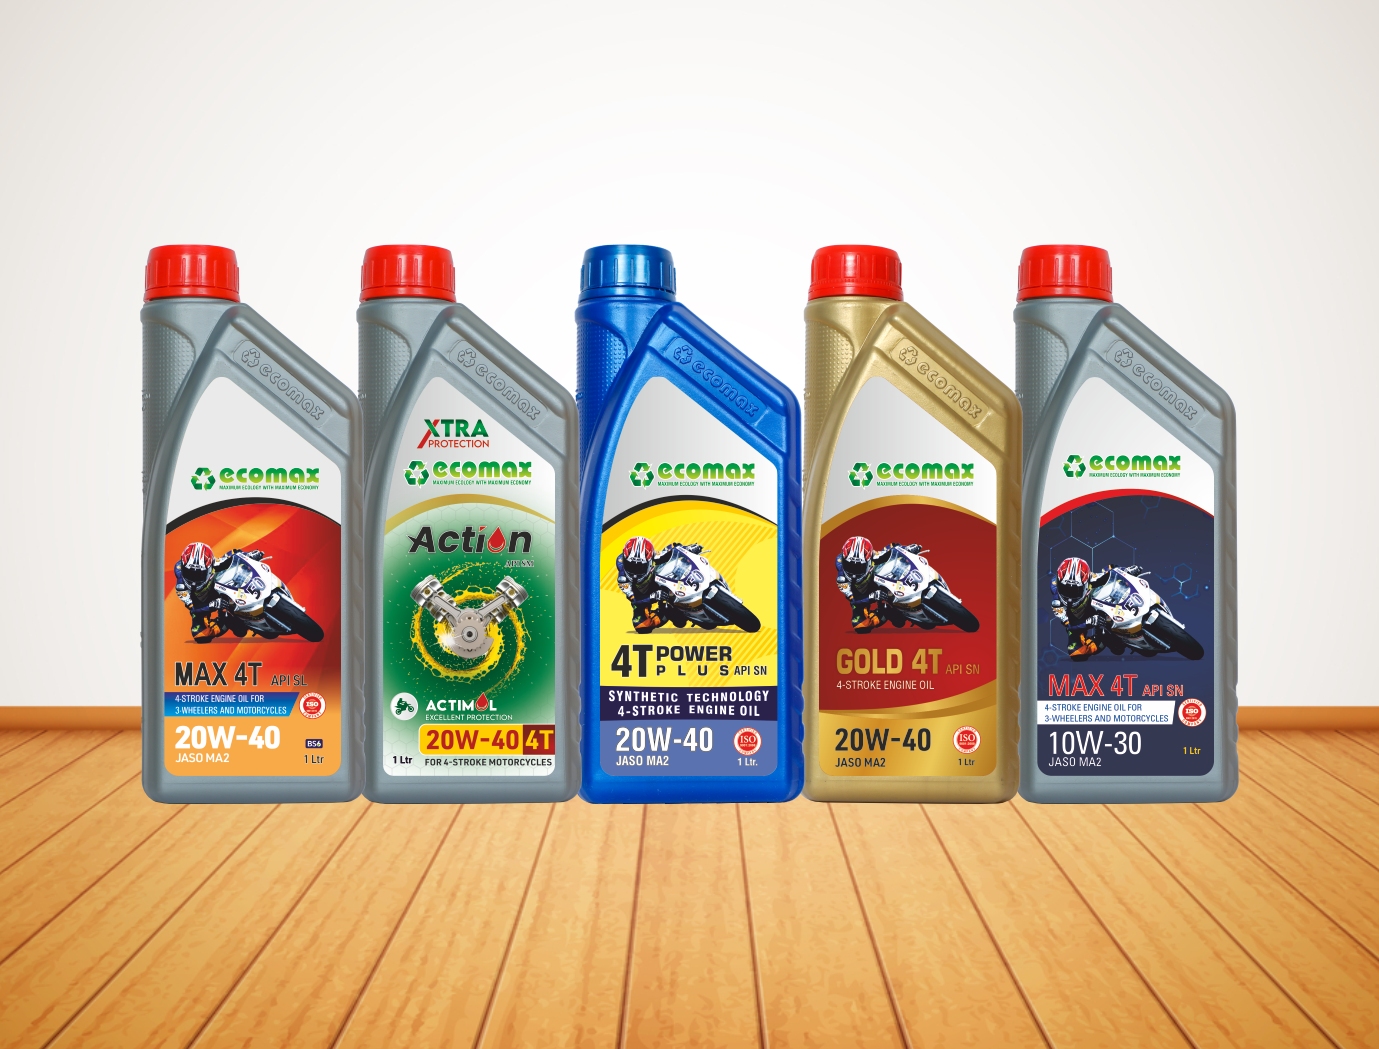 ecomax
ecomax
MAXIMUM ECOLOGY WITH MAXIMUM ECONOMY
MAX 4T API SL
4-STROKE ENGINE OIL FOR
3-WHEELERS AND MOTORCYCLES
ISO
20W-40
BS6
JASO MA2
1 Ltr
ecomax
XTRA
PROTECTION
ecomax
MAXIMUM ECOLOGY WITH MAXIMUM ECONOMY
Action
API SM
ACTIMOL
EXCELLENT PROTECTION
20W-40 4T
1 Ltr
FOR 4-STROKE MOTORCYCLES
ecomax
ecomax
MAXIMUM ECOLOGY WITH MAXIMUM ECONOMY
4T POWER
PLUS API SN
SYNTHETIC TECHNOLOGY
4-STROKE ENGINE OIL
20W-40
ISO
JASO MA2
1 Ltr.
ecomax
ecomax
MAXIMUM ECOLOGY WITH MAXIMUM ECONOMY
GOLD 4T API SN
4-STROKE ENGINE OIL
20W-40
ISO
JASO MA2
1 Ltr
ecomax
ecomax
MAXIMUM ECOLOGY WITH MAXIMUM ECONOMY
MAX 4T API SN
4-STROKE ENGINE OIL FOR
3-WHEELERS AND MOTORCYCLES
ISO
10W-30
1 Ltr
JASO MA2